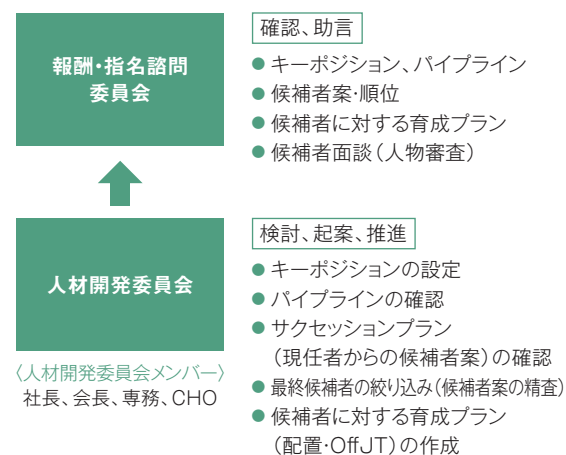 報酬・指名諮問
委員会
確認、助言
● キーポジション、パイプライン
● 候補者案・順位
● 候補者に対する育成プラン
● 候補者面談（人物審査）
人材開発委員会
〈人材開発委員会メンバー〉
社長、会長、専務、CHO
検討、起案、推進
● キーポジションの設定
● パイプラインの確認
● サクセッションプラン
（現任者からの候補者案）の確認
● 最終候補者の絞り込み（候補者案の精査）
● 候補者に対する育成プラン
（配置・OffJT）の作成